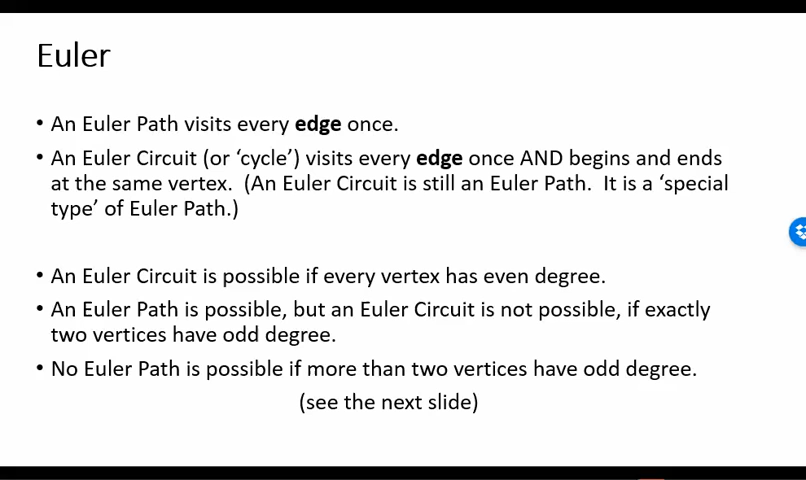 Euler
• An Euler Path visits every edge once.
• An Euler Circuit (or ‘cycle’) visits every edge once AND begins and ends
at the same vertex. (An Euler Circuit is still an Euler Path. It is a ‘special
type’ of Euler Path.)
• An Euler Circuit is possible if every vertex has even degree.
• An Euler Path is possible, but an Euler Circuit is not possible, if exactly
two vertices have odd degree.
• No Euler Path is possible if more than two vertices have odd degree.
(see the next slide)